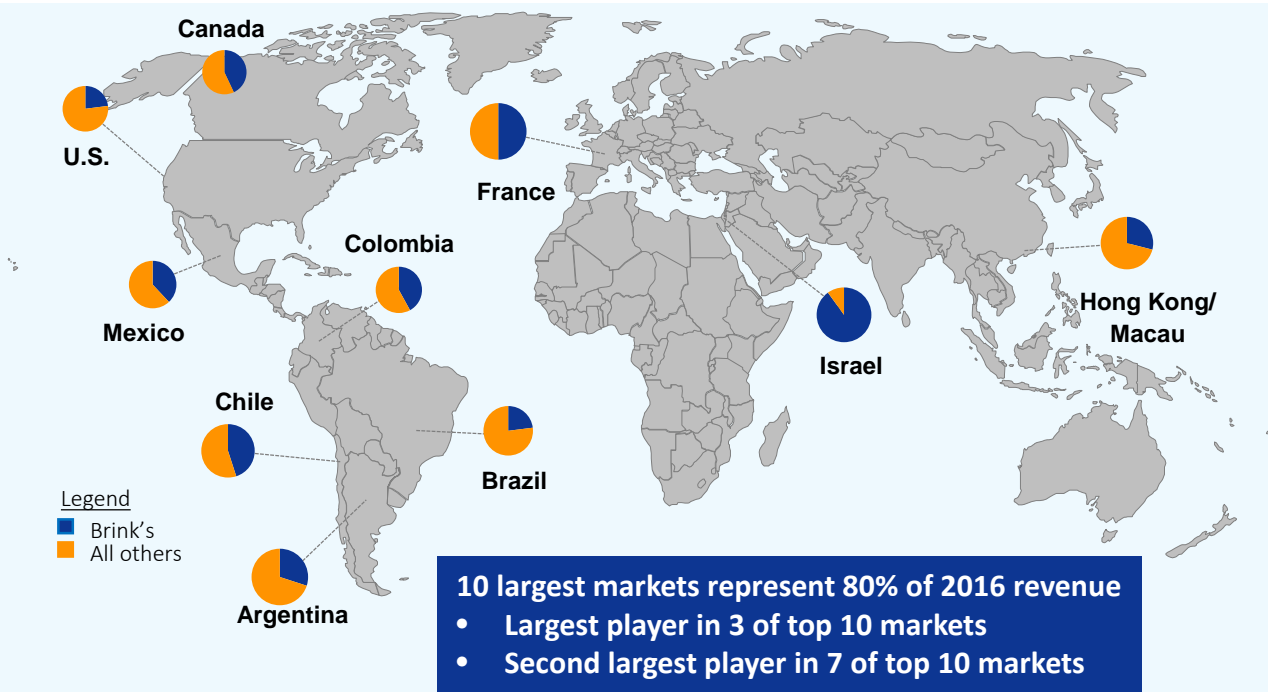 Canada
U.S.
France
Colombia
Mexico
Hong Kong/
Macau
Israel
Chile
Brazil
Legend
Brink’s
All others
Argentina
10 largest markets represent 80% of 2016 revenue
• Largest player in 3 of top 10 markets
• Second largest player in 7 of top 10 markets